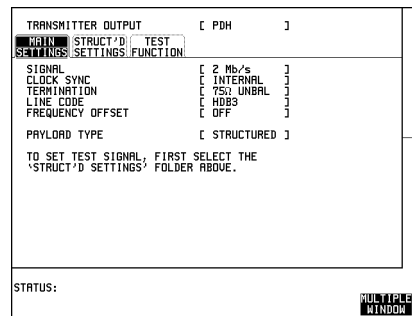 TRANSMITTER OUTPUT [ PDH ]
MAIN STRUCT'D TEST
SETTINGS SETTINGS FUNCTION
SIGNAL [ 2 Mb/s ]
CLOCK SYNC [ INTERNAL ]
TERMINATION [ 75Ω UNBAL ]
LINE CODE [ HDB3 ]
FREQUENCY OFFSET [ OFF ]
PAYLOAD TYPE [ STRUCTURED ]
TO SET TEST SIGNAL, FIRST SELECT THE
'STRUCT'D SETTINGS' FOLDER ABOVE.
STATUS:
MULTIPLE
WINDOW